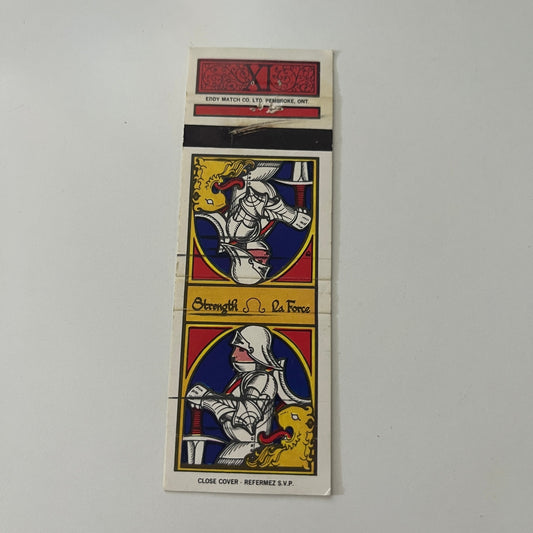 XI
EDDY MATCH CO. LTD. PEMBROKE, ONT.
Strength La Force
CLOSE COVER - REFERMEZ S.V.P.